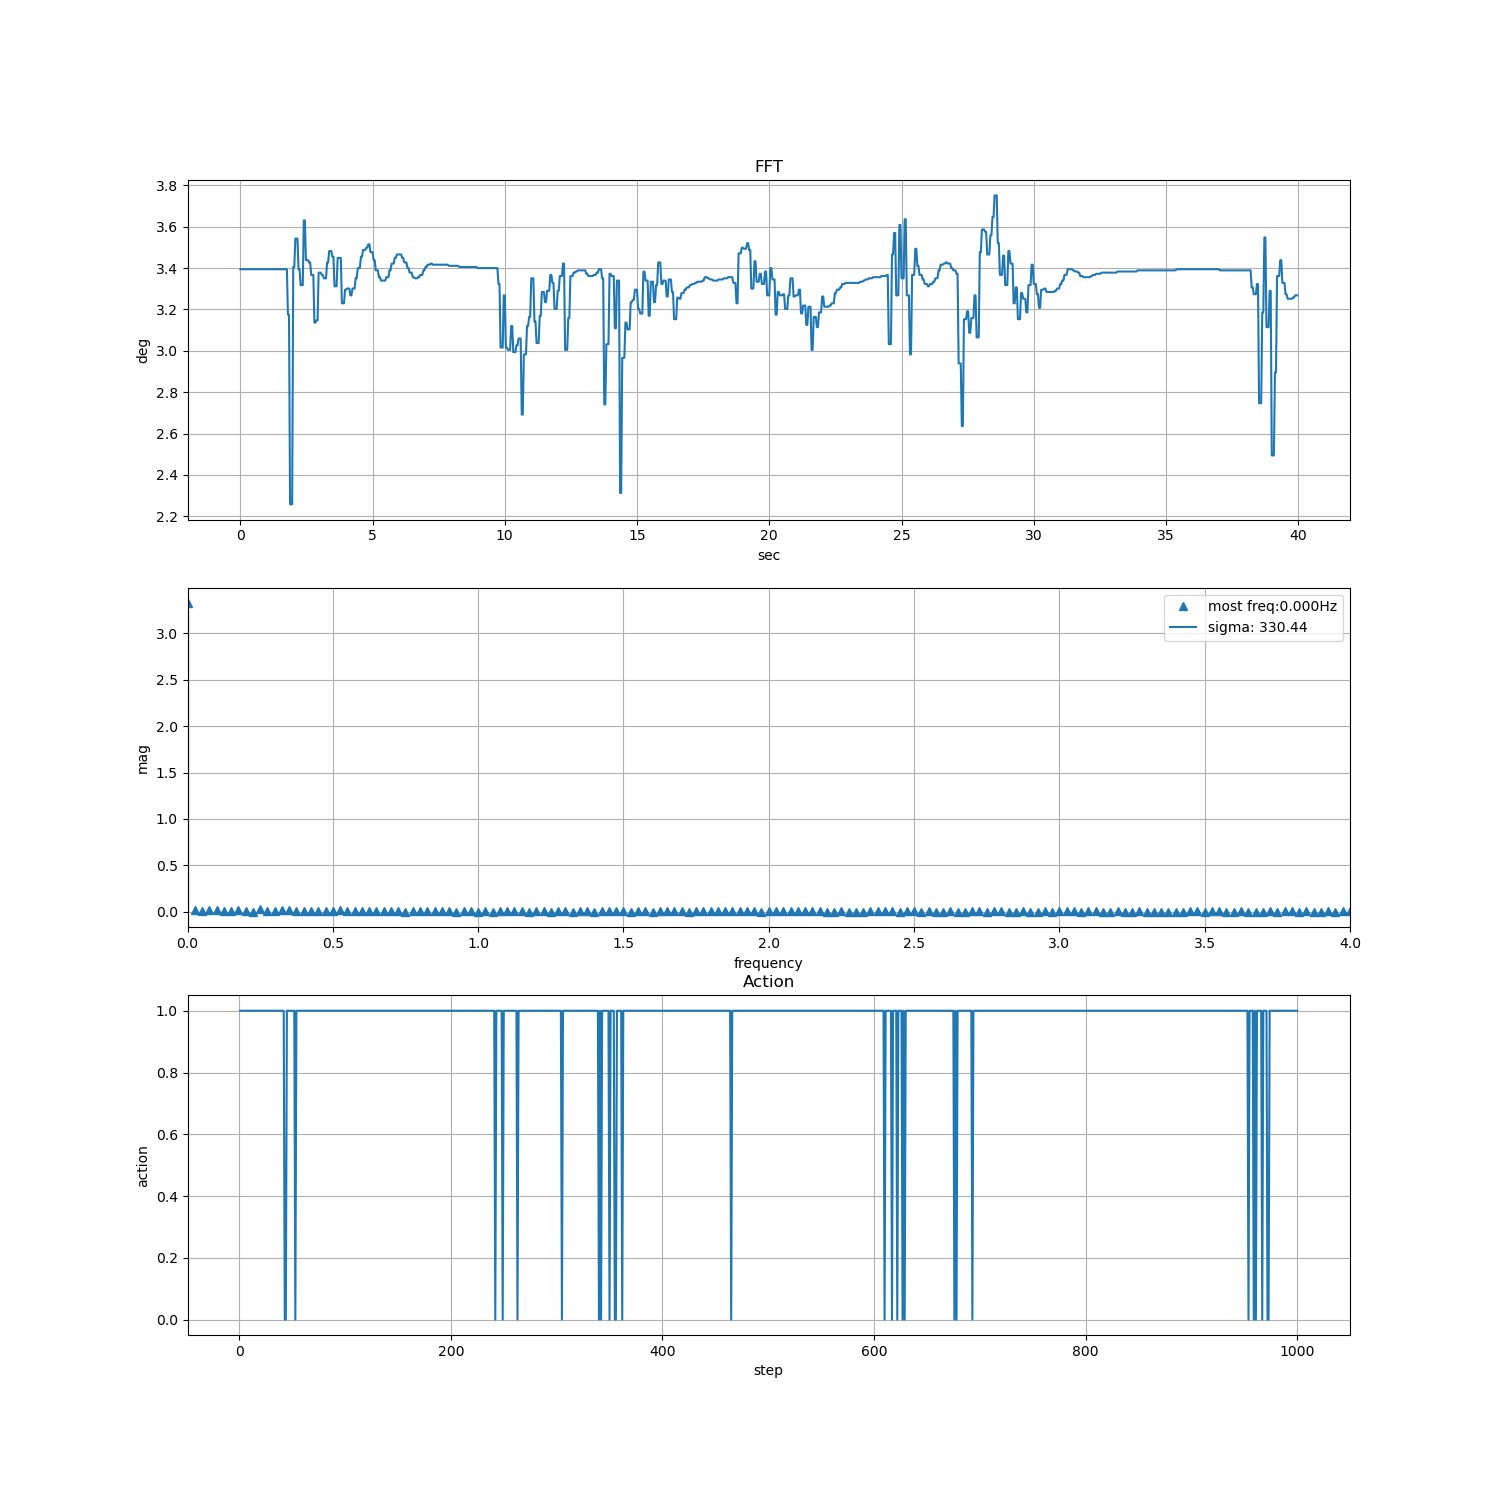 FFT
3.8
3.6
3.4
3.2
3.0
2.8
2.6
2.4
2.2
deg
0 5 10 15 20 25 30 35 40
sec
most freq:0.000Hz
sigma: 330.44
3.0
2.5
2.0
1.5
1.0
0.5
0.0
mag
0.0 0.5 1.0 1.5 2.0 2.5 3.0 3.5 4.0
frequency
Action
1.0
0.8
0.6
0.4
0.2
0.0
action
0 200 400 600 800 1000
step